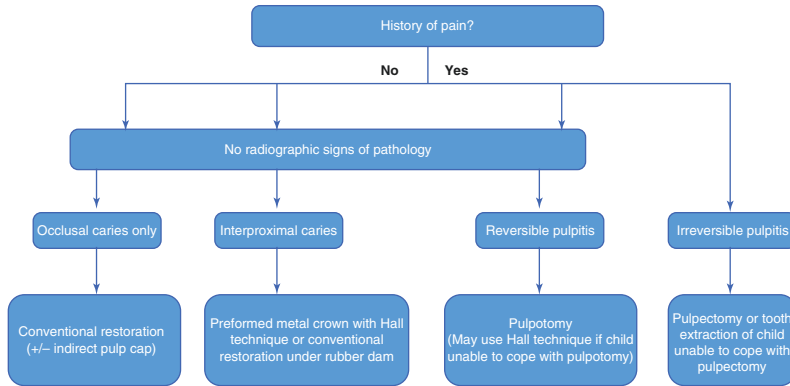 History of pain?
No Yes
No radiographic signs of pathology
Occlusal caries only
Interproximal caries
Reversible pulpitis
Irreversible pulpitis
Conventional restoration
(+/– indirect pulp cap)
Preformed metal crown with Hall
technique or conventional
restoration under rubber dam
Pulpotomy
(May use Hall technique if child
unable to cope with pulpotomy)
Pulpectomy or tooth
extraction of child
unable to cope with
pulpectomy